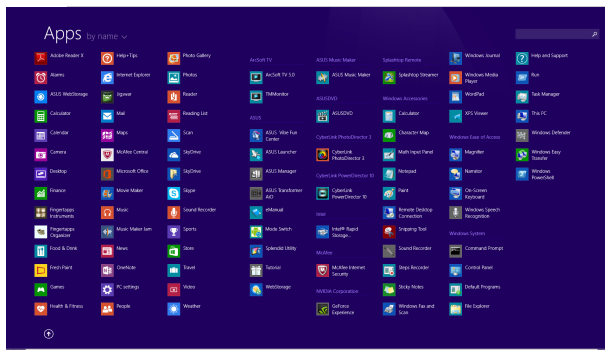 Apps by name
Adobe Reader X
Alarms
ASUS WebStorage
Calculator
Calendar
Camera
Desktop
Finance
Fingertapps
Instruments
Fingertapps
Organizer
Food & Drink
Fresh Paint
Games
Health & Fitness
Help+Tips
Internet Explorer
Jigswar
Mail
Maps
McAfee Central
Microsoft Office
Movie Maker
Music
Music Maker Jam
News
OneNote
PC settings
People
Photo Gallery
Photos
Reader
Reading List
Scan
SkyDrive
SkyDrive
Skype
Sound Recorder
Sports
Store
Travel
Video
Weather
ArcSoft TV
ArcSoft TV 5.0
TMMonitor
ASUS
ASUS Vibe Fun
Center
ASUS Launcher
ASUS Manager
ASUS Transformer
AiO
eManual
Mode Switch
Splendid Utility
Tutorial
WebStorage
ASUS Music Maker
ASUS Music Maker
ASUSDVD
ASUSDVD
CyberLink PhotoDirector 3
CyberLink
PhotoDirector 3
CyberLink PowerDirector 10
CyberLink
PowerDirector 10
Intel
Intel® Rapid
Storage...
McAfee
McAfee Internet
Security
NVIDIA Corporation
GeForce
Experience
Splashtop Remote
Splashtop Streamer
Windows Accessories
Calculator
Character Map
Math Input Panel
Notepad
Paint
Remote Desktop
Connection
Snipping Tool
Sound Recorder
Steps Recorder
Sticky Notes
Windows Fax and
Scan
Windows Journal
Windows Media
Player
WordPad
XPS Viewer
Windows Ease of Access
Magnifier
Narrator
On-Screen
Keyboard
Windows Speech
Recognition
Windows System
Command Prompt
Control Panel
Default Programs
File Explorer
Help and Support
Run
Task Manager
This PC
Windows Defender
Windows Easy
Transfer
Windows
PowerShell